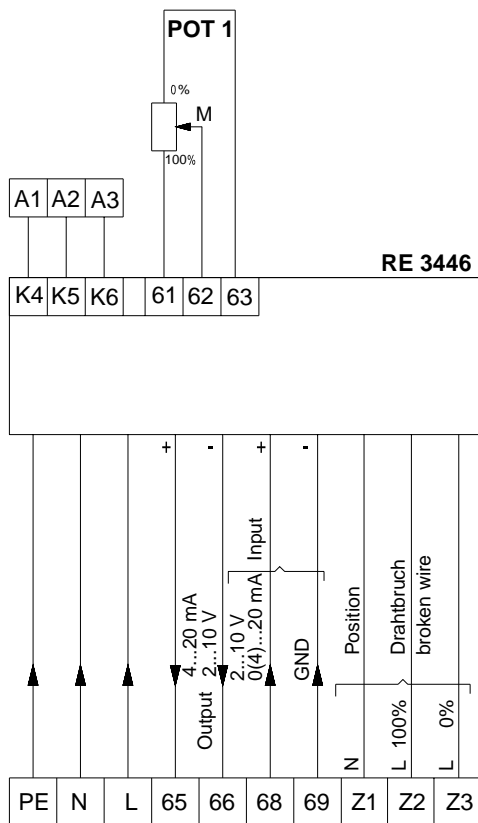 POT 1
0%
M
100%
A1 A2 A3
RE 3446
K4 K5 K6 61 62 63
+ - + -
4...20 mA
2...10 V
Output
2...10 V
0(4)...20 mA
Input
GND
Position
Drahtbruch
broken wire
N
L 100%
L 0%
PE N L 65 66 68 69 Z1 Z2 Z3